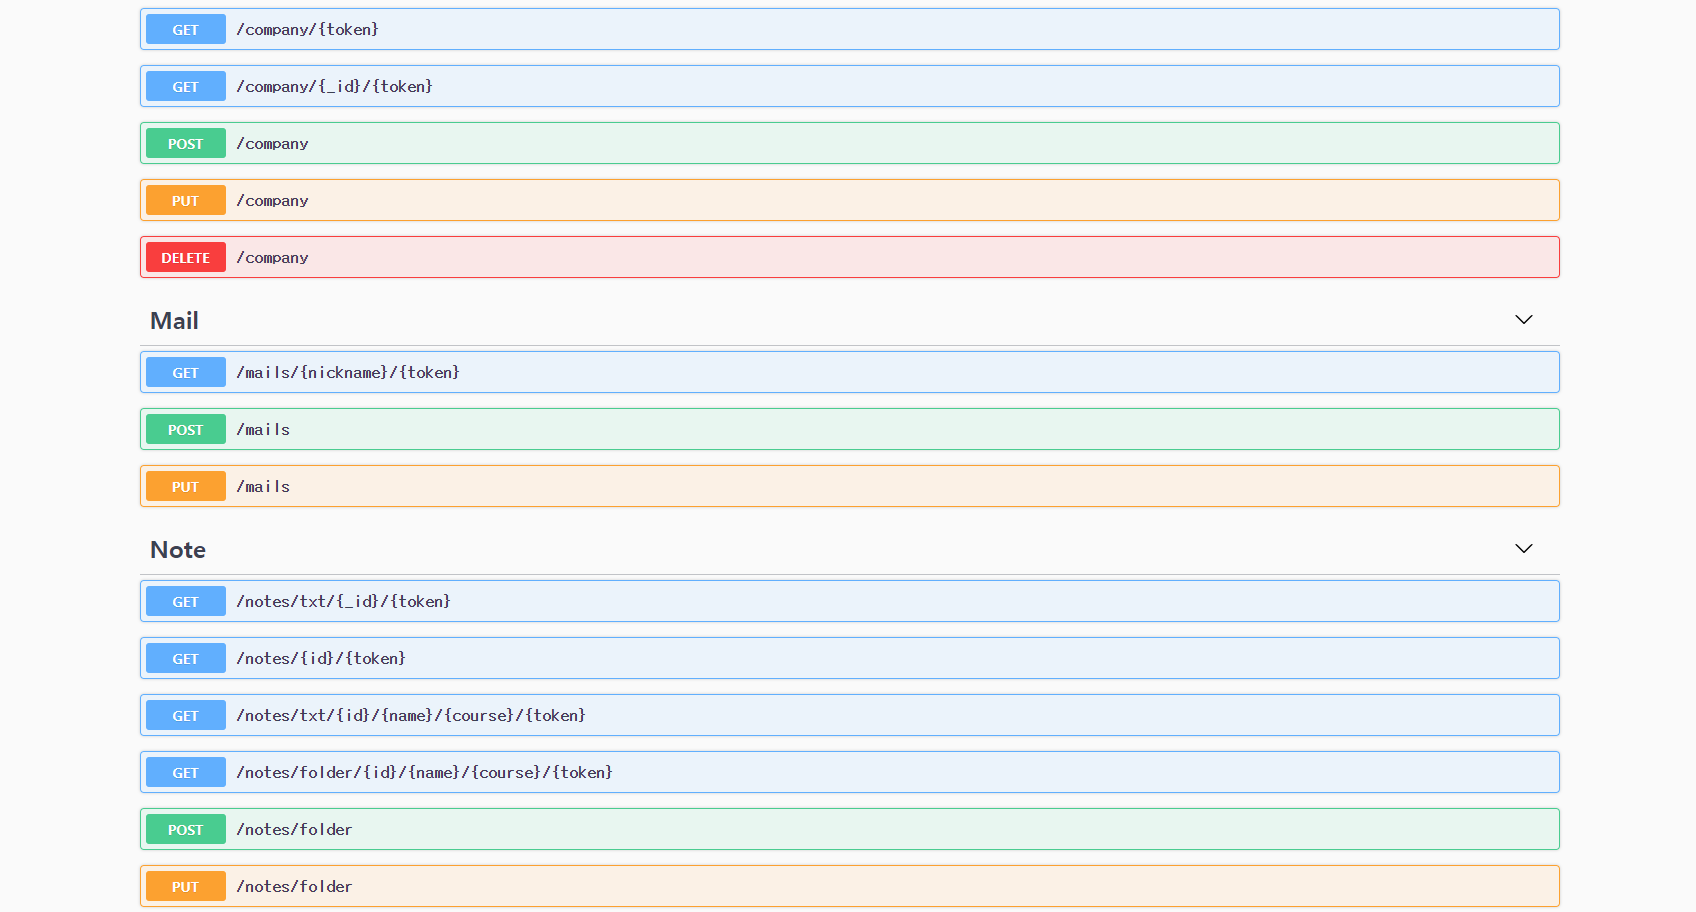 GET /company/{token}
GET /company/{_id}/{token}
POST /company
PUT /company
DELETE /company
Mail
GET /mails/{nickname}/{token}
POST /mails
PUT /mails
Note
GET /notes/txt/{_id}/{token}
GET /notes/{id}/{token}
GET /notes/txt/{id}/{name}/{course}/{token}
GET /notes/folder/{id}/{name}/{course}/{token}
POST /notes/folder
PUT /notes/folder